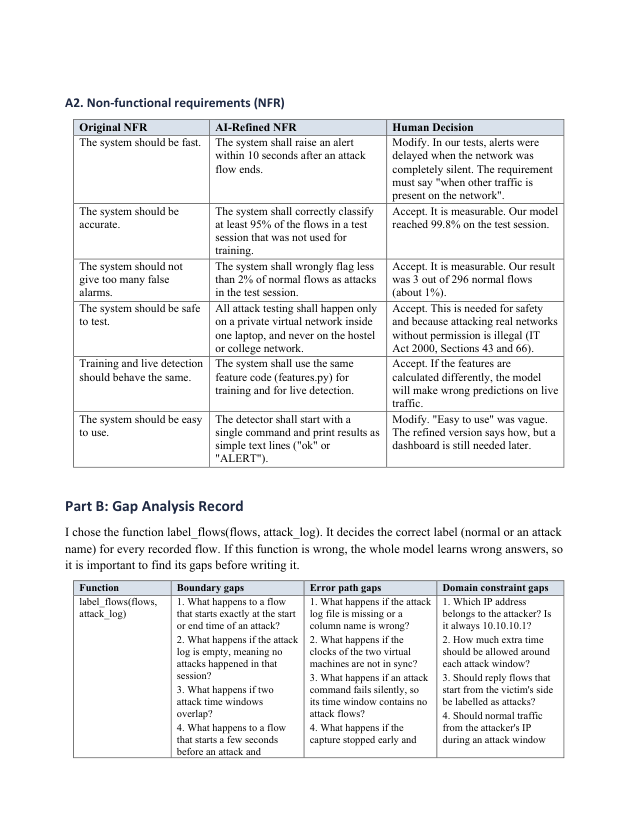 A2. Non-functional requirements (NFR)
Original NFR
AI-Refined NFR
Human Decision
The system should be fast.
The system shall raise an alert
within 10 seconds after an attack
flow ends.
Modify. In our tests, alerts were
delayed when the network was
completely silent. The requirement
must say "when other traffic is
present on the network".
The system should be
accurate.
The system shall correctly classify
at least 95% of the flows in a test
session that was not used for
training.
Accept. It is measurable. Our model
reached 99.8% on the test session.
The system should not
give too many false
alarms.
The system shall wrongly flag less
than 2% of normal flows as attacks
in the test session.
Accept. It is measurable. Our result
was 3 out of 296 normal flows
(about 1%).
The system should be safe
to test.
All attack testing shall happen only
on a private virtual network inside
one laptop, and never on the hostel
or college network.
Accept. This is needed for safety
and because attacking real networks
without permission is illegal (IT
Act 2000, Sections 43 and 66).
Training and live detection
should behave the same.
The system shall use the same
feature code (features.py) for
training and for live detection.
Accept. If the features are
calculated differently, the model
will make wrong predictions on live
traffic.
The system should be easy
to use.
The detector shall start with a
single command and print results as
simple text lines ("ok" or
"ALERT").
Modify. "Easy to use" was vague.
The refined version says how, but a
dashboard is still needed later.
Part B: Gap Analysis Record
I chose the function label_flows(flows, attack_log). It decides the correct label (normal or an attack
name) for every recorded flow. If this function is wrong, the whole model learns wrong answers, so
it is important to find its gaps before writing it.
Function
Boundary gaps
Error path gaps
Domain constraint gaps
label_flows(flows,
attack_log)
1. What happens to a flow
that starts exactly at the start
or end time of an attack?
2. What happens if the attack
log is empty, meaning no
attacks happened in that
session?
3. What happens if two
attack time windows
overlap?
4. What happens to a flow
that starts a few seconds
before an attack and
1. What happens if the attack
log file is missing or a
column name is wrong?
2. What happens if the
clocks of the two virtual
machines are not in sync?
3. What happens if an attack
command fails silently, so
its time window contains no
attack flows?
4. What happens if the
capture stopped early and
1. Which IP address
belongs to the attacker? Is
it always 10.10.10.1?
2. How much extra time
should be allowed around
each attack window?
3. Should reply flows that
start from the victim's side
be labelled as attacks?
4. Should normal traffic
from the attacker's IP
during an attack window